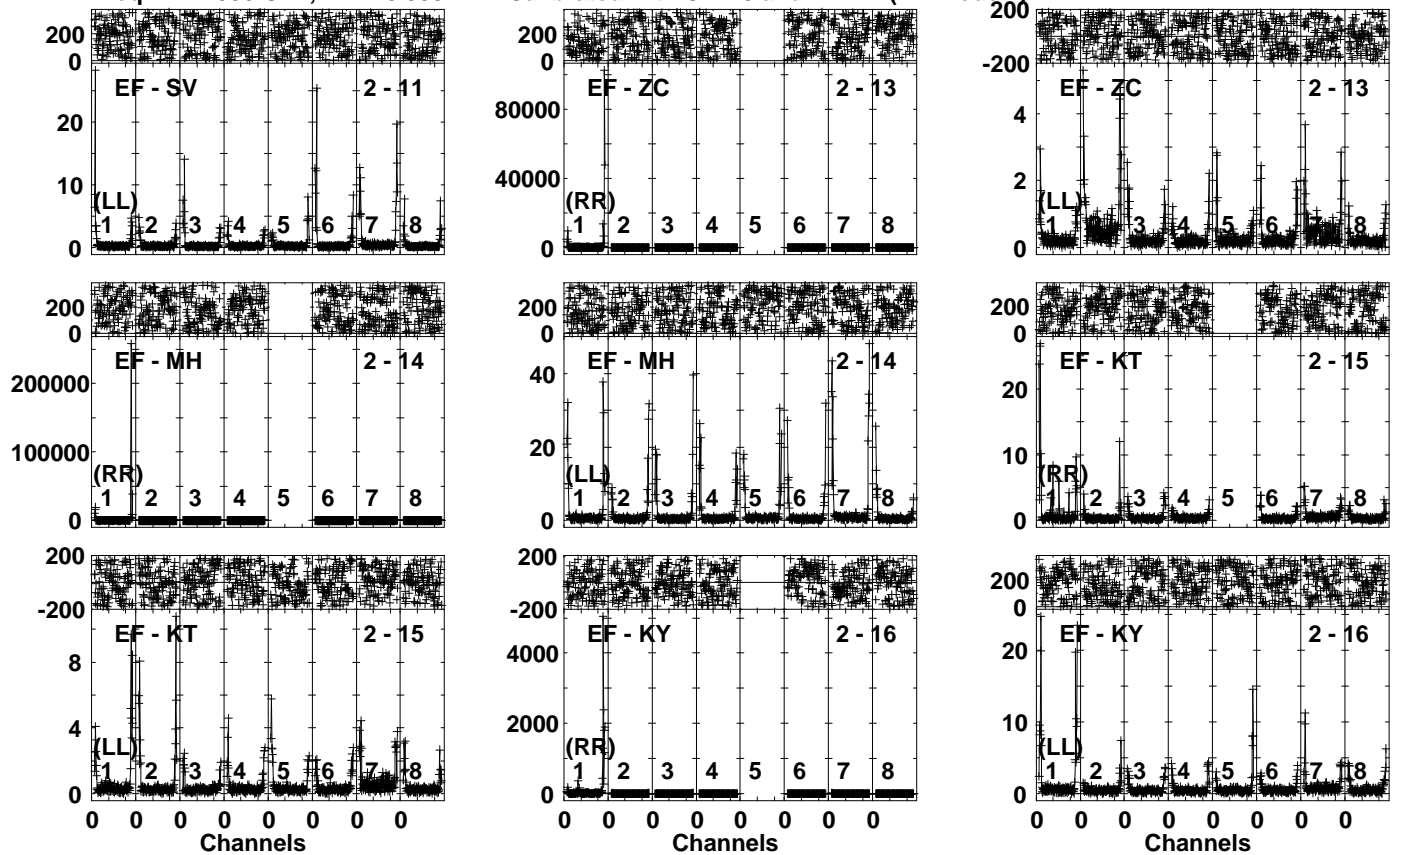 200
0
EF - SV 2 - 11
20
10
0
(LL)
1 2 3 4 5 6 7 8
200
0
EF - ZC 2 - 13
80000
40000
0
(RR)
1 2 3 4 5 6 7 8
200
-200
EF - ZC 2 - 13
4
2
0
(LL)
1 3 4 5 6 7 8
200
0
EF - MH 2 - 14
200000
100000
0
(RR)
1 2 3 4 5 6 7 8
200
0
EF - MH 2 - 14
40
20
0
(LL)
1 2 3 4 5 6 7 8
200
0
EF - KT 2 - 15
20
10
0
(RR)
1 2 3 4 5 6 7 8
200
-200
EF - KT 2 - 15
8
4
0
(LL)
1 2 3 4 5 6 7 8
0 0 0 0 0 0 0 0
Channels
200
-200
EF - KY 2 - 16
4000
2000
0
(RR)
1 2 3 4 5 6 7 8
0 0 0 0 0 0 0 0
Channels
200
0
EF - KY 2 - 16
20
10
0
(LL)
1 2 3 4 5 6 7 8
0 0 0 0 0 0 0 0
Channels